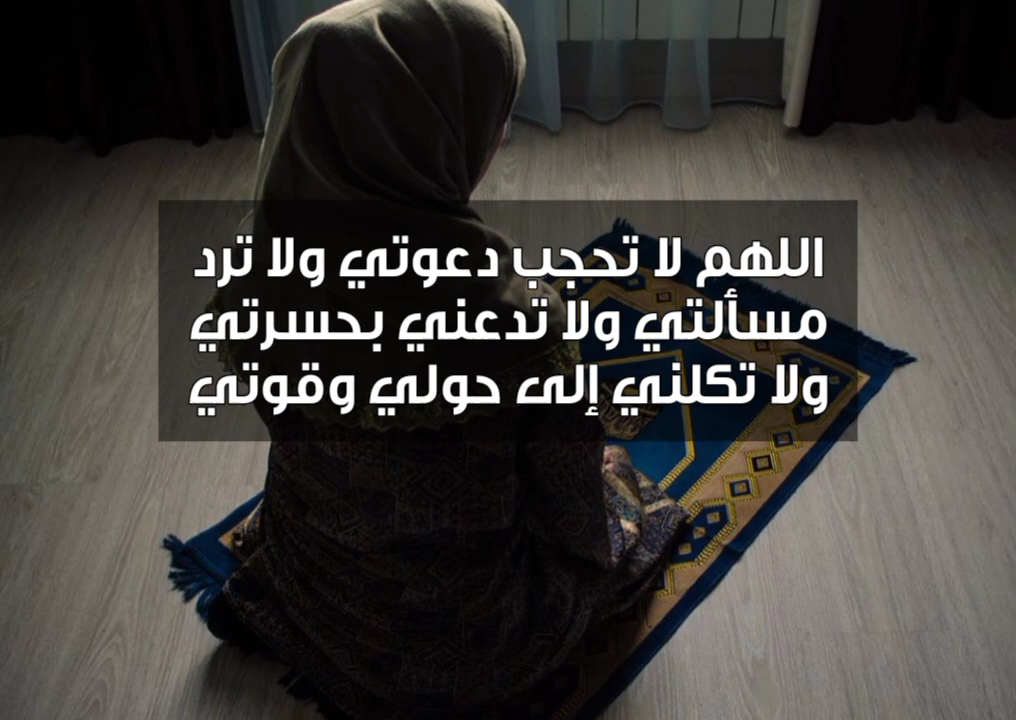 اللهم لا تحجب دعوتي ولا ترد
مسألتي ولا تدعني بحسرتي
ولا تكلني إلى حولي وقوتي